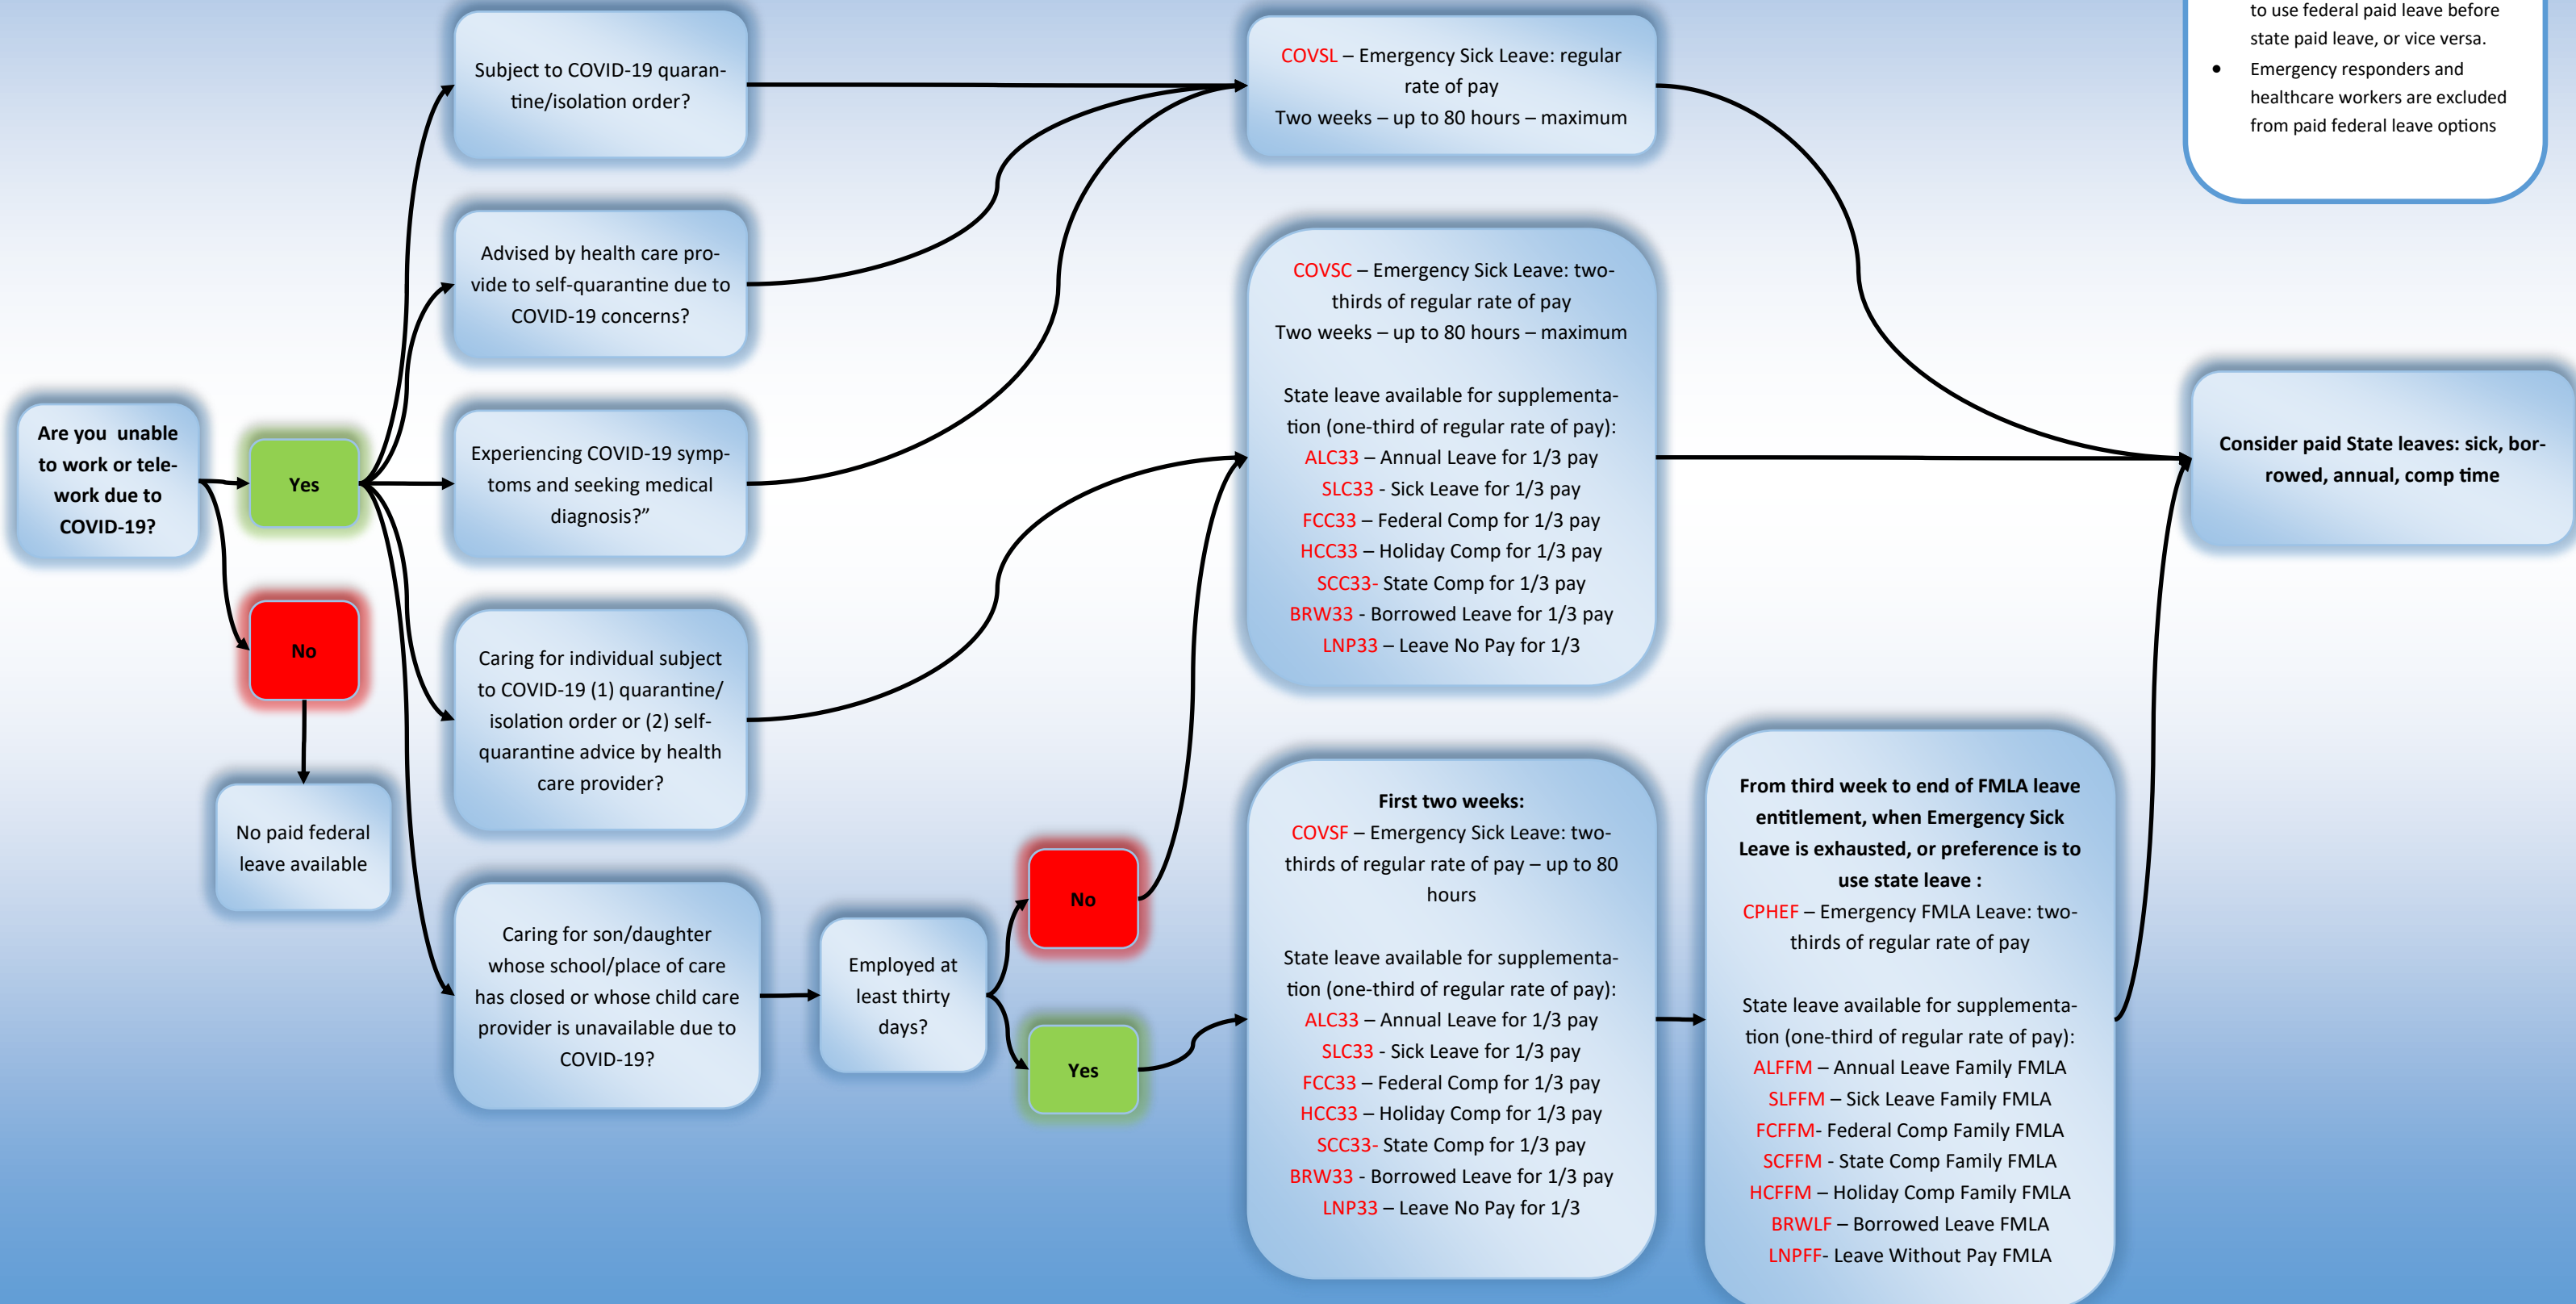 to use federal paid leave before
state paid leave, or vice versa.
• Emergency responders and
healthcare workers are excluded
from paid federal leave options
Are you unable
to work or tele-
work due to
COVID-19?
Yes
No
No paid federal
leave available
Subject to COVID-19 quaran-
tine/isolation order?
Advised by health care pro-
vide to self-quarantine due to
COVID-19 concerns?
Experiencing COVID-19 symp-
toms and seeking medical
diagnosis?”
Caring for individual subject
to COVID-19 (1) quarantine/
isolation order or (2) self-
quarantine advice by health
care provider?
Caring for son/daughter
whose school/place of care
has closed or whose child care
provider is unavailable due to
COVID-19?
Employed at
least thirty
days?
No
Yes
COVSL – Emergency Sick Leave: regular
rate of pay
Two weeks – up to 80 hours – maximum
COVSC – Emergency Sick Leave: two-
thirds of regular rate of pay
Two weeks – up to 80 hours – maximum
State leave available for supplementa-
tion (one-third of regular rate of pay):
ALC33 – Annual Leave for 1/3 pay
SLC33 - Sick Leave for 1/3 pay
FCC33 – Federal Comp for 1/3 pay
HCC33 – Holiday Comp for 1/3 pay
SCC33- State Comp for 1/3 pay
BRW33 - Borrowed Leave for 1/3 pay
LNP33 – Leave No Pay for 1/3
First two weeks:
COVSF – Emergency Sick Leave: two-
thirds of regular rate of pay – up to 80
hours
State leave available for supplementa-
tion (one-third of regular rate of pay):
ALC33 – Annual Leave for 1/3 pay
SLC33 - Sick Leave for 1/3 pay
FCC33 – Federal Comp for 1/3 pay
HCC33 – Holiday Comp for 1/3 pay
SCC33- State Comp for 1/3 pay
BRW33 - Borrowed Leave for 1/3 pay
LNP33 – Leave No Pay for 1/3
From third week to end of FMLA leave
entitlement, when Emergency Sick
Leave is exhausted, or preference is to
use state leave :
CPHEF – Emergency FMLA Leave: two-
thirds of regular rate of pay
State leave available for supplementa-
tion (one-third of regular rate of pay):
ALFFM – Annual Leave Family FMLA
SLFFM – Sick Leave Family FMLA
FCFFM- Federal Comp Family FMLA
SCFFM - State Comp Family FMLA
HCFFM – Holiday Comp Family FMLA
BRWLF – Borrowed Leave FMLA
LNPFF- Leave Without Pay FMLA
Consider paid State leaves: sick, bor-
rowed, annual, comp time